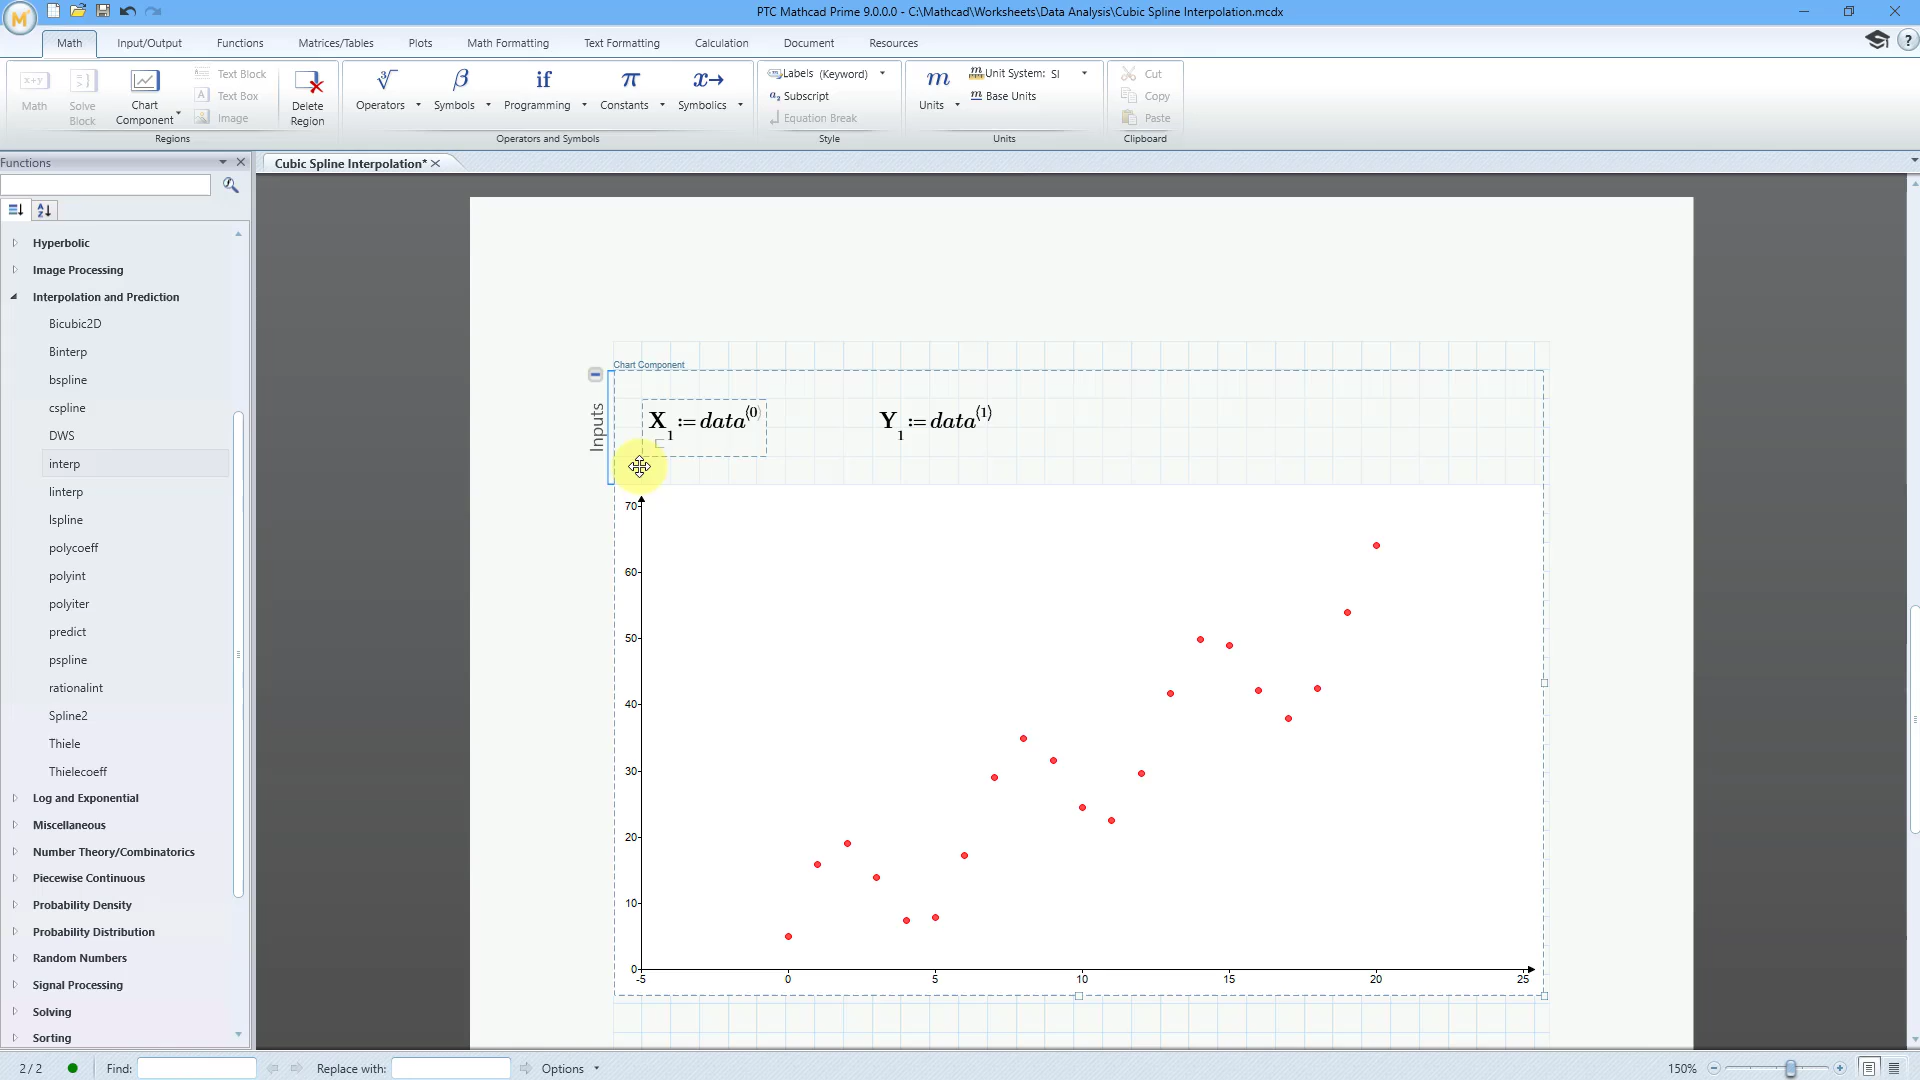 PTC Mathcad Prime 9.0.0.0 - C:\Mathcad\Worksheets\Data Analysis\Cubic Spline Interpolation.mcdx
Math Input/Output Functions Matrices/Tables Plots Math Formatting Text Formatting Calculation Document Resources
Math
Solve Block
Chart Component
Text Block
Text Box
Image
Delete Region
Regions
Operators
Symbols
Programming
Constants
Symbolics
Operators and Symbols
Labels (Keyword)
Subscript
Equation Break
Style
Units
Unit System: SI
Base Units
Units
Cut
Copy
Paste
Clipboard
Functions
Cubic Spline Interpolation*
Hyperbolic
Image Processing
Interpolation and Prediction
Bicubic2D
Binterp
bspline
cspline
DWS
interp
linterp
lspline
polycoeff
polyint
polyiter
predict
pspline
rationalint
Spline2
Thiele
Thielecoeff
Log and Exponential
Miscellaneous
Number Theory/Combinatorics
Piecewise Continuous
Probability Density
Probability Distribution
Random Numbers
Signal Processing
Solving
Sorting
Chart Component
Inputs
X₁ := data⟨0⟩
Y₁ := data⟨1⟩
70
60
50
40
30
20
10
0
-5 0 5 10 15 20 25
2 / 2 Find: Replace with: Options 150%